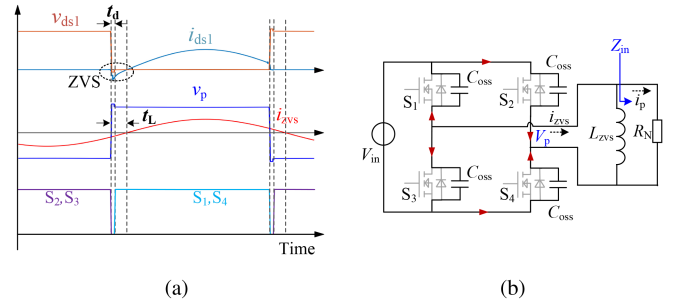 v_ds1
t_d
i_ds1
ZVS
v_p
i_zvs
t_L
S_2,S_3
S_1,S_4
Time
(a)
Z_in
C_oss
C_oss
S_1
S_2
i_zvs
i_p
V_in
V_p
L_zvs
R_N
S_3
C_oss
S_4
C_oss
(b)